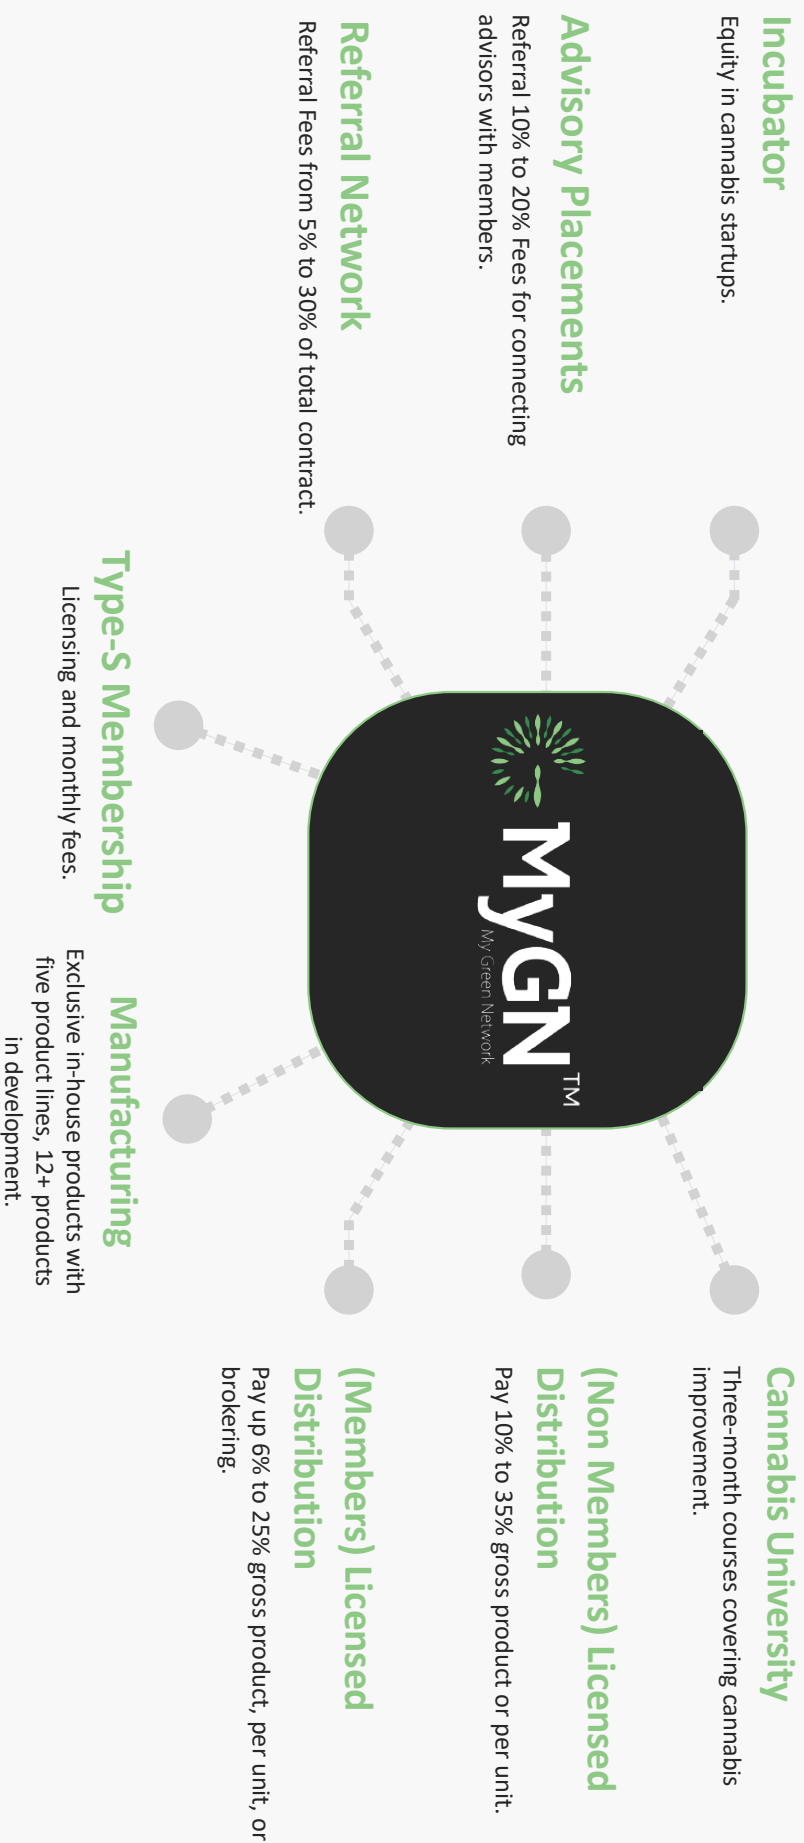 Incubator
Equity in cannabis startups.
Advisory Placements
Referral 10% to 20% Fees for connecting
advisors with members.
Referral Network
Referral Fees from 5% to 30% of total contract.
Type-S Membership
Licensing and monthly fees.
MyGN™
My Green Network
Manufacturing
Exclusive in-house products with
five product lines, 12+ products
in development.
Cannabis University
Three-month courses covering cannabis
improvement.
(Non Members) Licensed
Distribution
Pay 10% to 35% gross product or per unit.
(Members) Licensed
Distribution
Pay up 6% to 25% gross product, per unit, or
brokering.